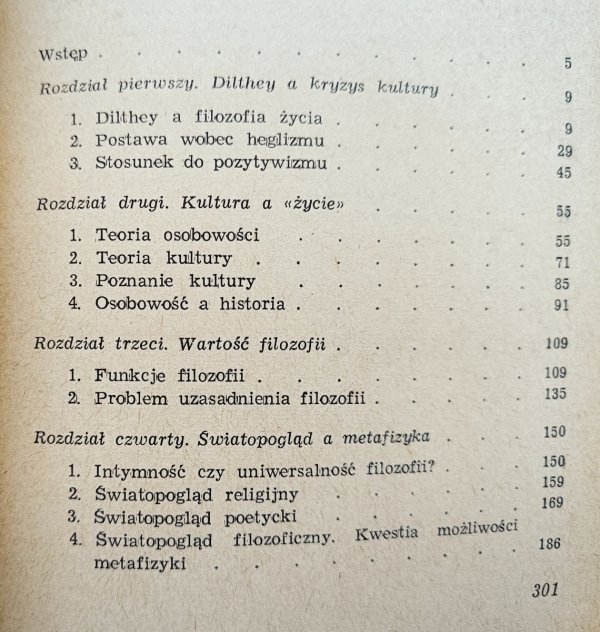 Wstęp . . . . . . . . . . . . 5
Rozdział pierwszy. Dilthey a kryzys kultury . . . . 9
1. Dilthey a filozofia życia . . . . . . 9
2. Postawa wobec heglizmu . . . . . . 29
3. Stosunek do pozytywizmu . . . . . . 45
Rozdział drugi. Kultura a «życie» . . . . . 55
1. Teoria osobowości . . . . . . 55
2. Teoria kultury . . . . . . . 71
3. Poznanie kultury . . . . . . 85
4. Osobowość a historia . . . . . . 91
Rozdział trzeci. Wartość filozofii . . . . . . 109
1. Funkcje filozofii . . . . . . . 109
2. Problem uzasadnienia filozofii . . . . . 135
Rozdział czwarty. Światopogląd a metafizyka . . . 150
1. Intymność czy uniwersalność filozofii? . . . 150
2. Światopogląd religijny . . . . . 159
3. Światopogląd poetycki . . . . . 169
4. Światopogląd filozoficzny. Kwestia możliwości
metafizyki . . . . . . . . 186
301